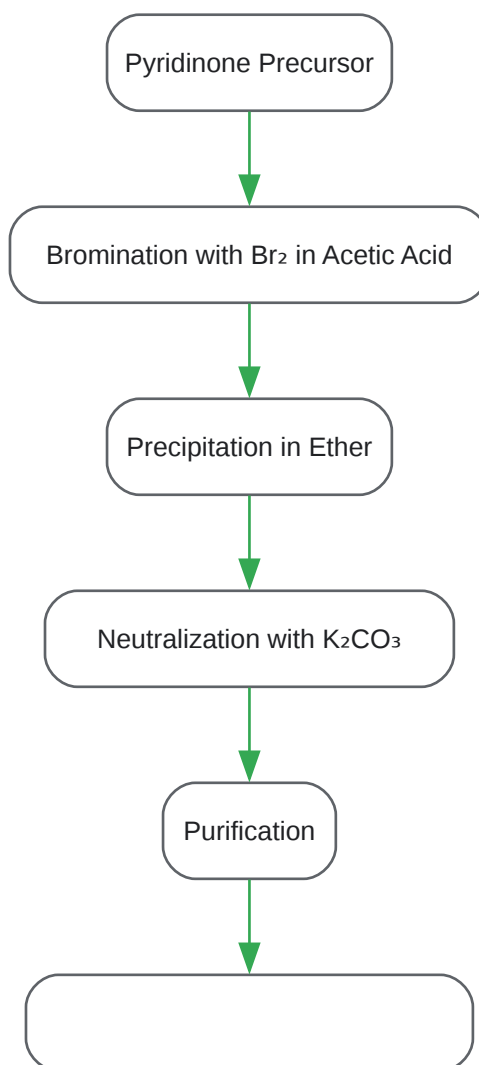 Pyridinone Precursor
Bromination with Br₂ in Acetic Acid
Precipitation in Ether
Neutralization with K₂CO₃
Purification